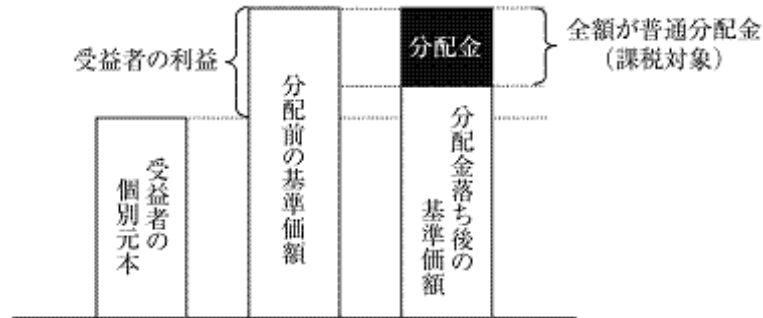 受益者の利益
分配金
全額が普通分配金
（課税対象）
受益者の
個別元本
分配前の基準価額
分配金落ち後の
基準価額